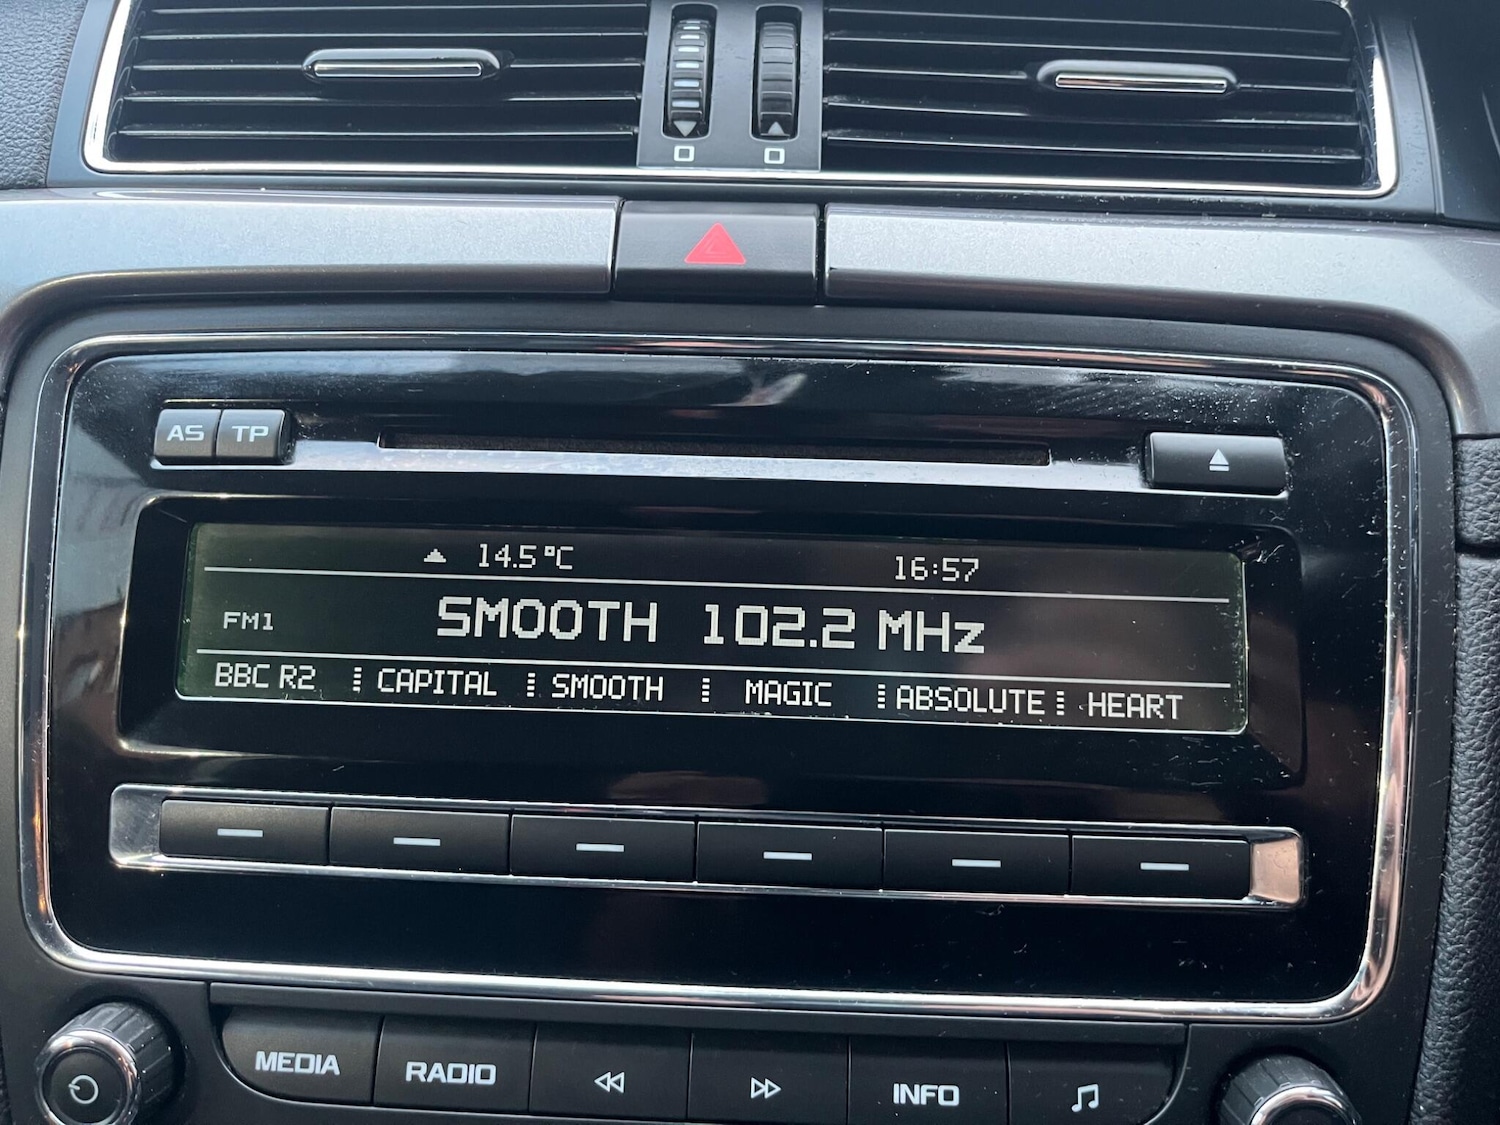 AS TP
14.5°C 16:57
FM1 SMOOTH 102.2 MHz
BBC R2 CAPITAL SMOOTH MAGIC ABSOLUTE HEART
MEDIA RADIO INFO